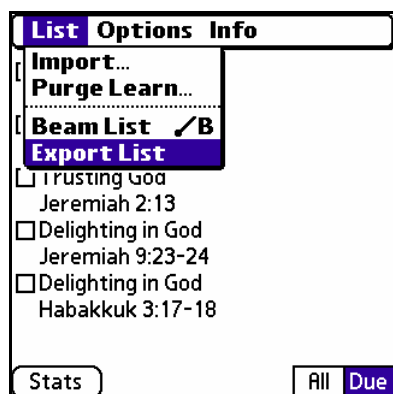 List Options Info
Import...
Purge Learn...
Beam List /B
Export List
Trusting God
Jeremiah 2:13
Delighting in God
Jeremiah 9:23-24
Delighting in God
Habakkuk 3:17-18
Stats All Due